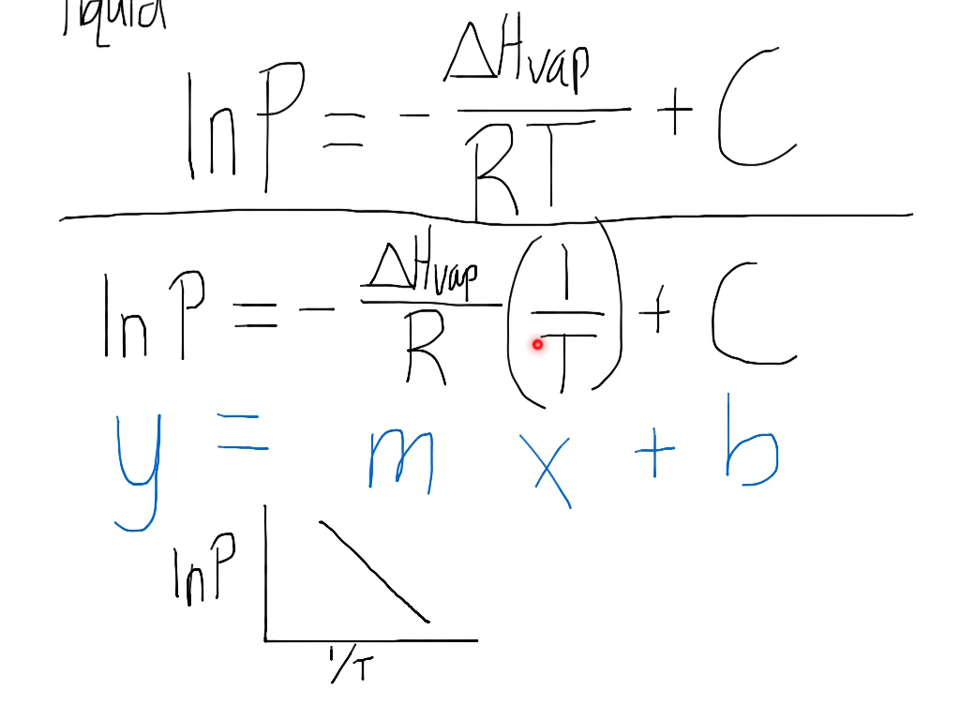 liquid
ln P = - ΔHvap/RT + C
ln P = - ΔHvap/R (1/T) + C
y = m x + b
ln P
1/T